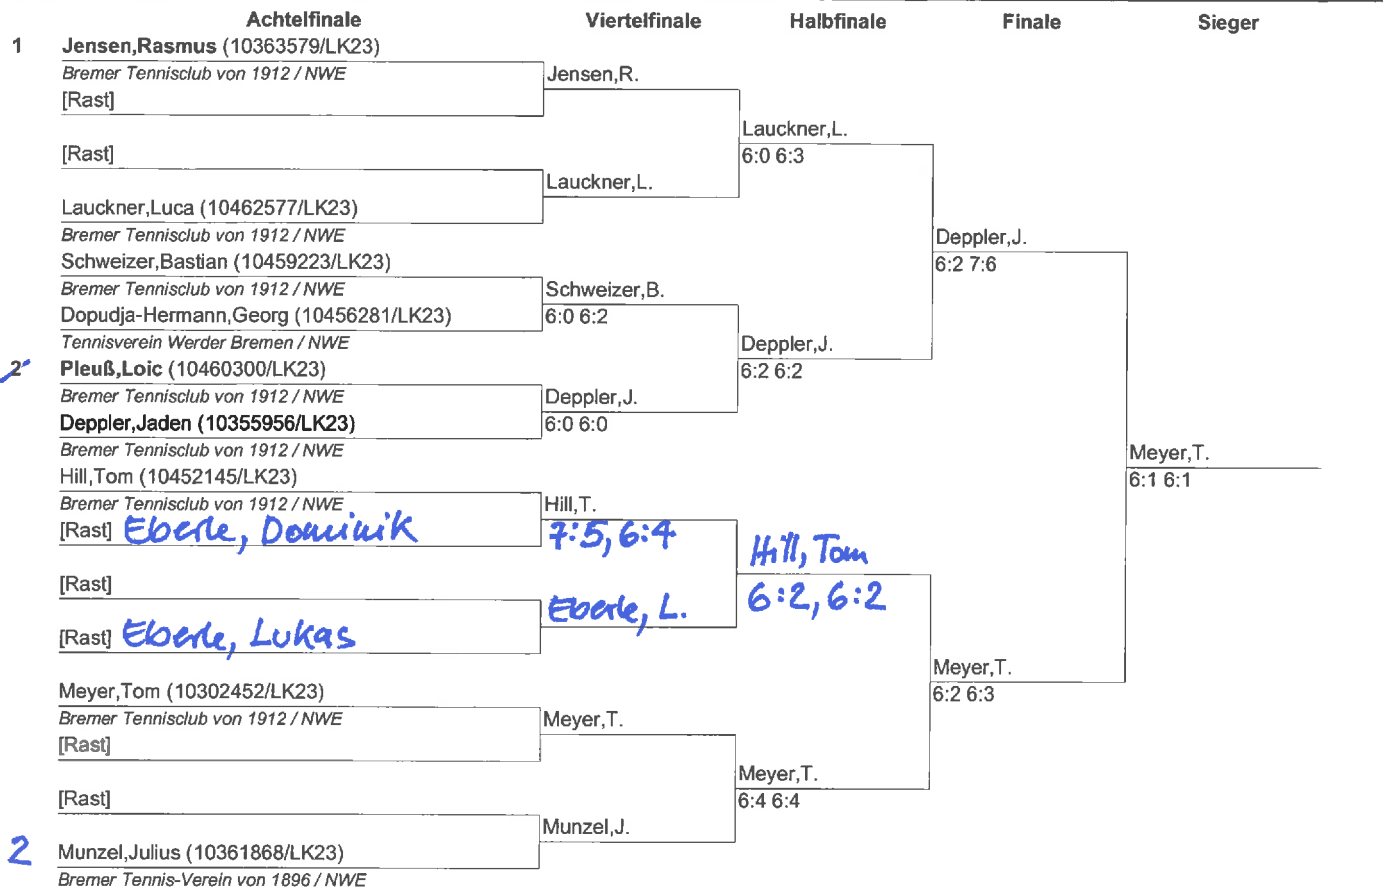 Achtelfinale Viertelfinale Halbfinale Finale Sieger
1 Jensen,Rasmus (10363579/LK23)
Bremer Tennisclub von 1912 / NWE
Jensen,R.
[Rast]
Lauckner,L.
[Rast]
6:0 6:3
Lauckner,L.
Lauckner,Luca (10462577/LK23)
Bremer Tennisclub von 1912 / NWE
Deppler,J.
Schweizer,Bastian (10459223/LK23)
6:2 7:6
Bremer Tennisclub von 1912 / NWE
Schweizer,B.
Dopudja-Hermann,Georg (10456281/LK23)
6:0 6:2
Tennisverein Werder Bremen / NWE
Deppler,J.
2 Pleuß,Loic (10460300/LK23)
6:2 6:2
Bremer Tennisclub von 1912 / NWE
Deppler,J.
Deppler,Jaden (10355956/LK23)
6:0 6:0
Bremer Tennisclub von 1912 / NWE
Meyer,T.
Hill,Tom (10452145/LK23)
6:1 6:1
Bremer Tennisclub von 1912 / NWE
Hill,T.
[Rast] Eberle, Dominik
7:5, 6:4
Hill, Tom
[Rast]
6:2, 6:2
Eberle, L.
[Rast] Eberle, Lukas
Meyer,T.
Meyer,Tom (10302452/LK23)
6:2 6:3
Bremer Tennisclub von 1912 / NWE
Meyer,T.
[Rast]
Meyer,T.
[Rast]
6:4 6:4
Munzel,J.
2 Munzel,Julius (10361868/LK23)
Bremer Tennis-Verein von 1896 / NWE